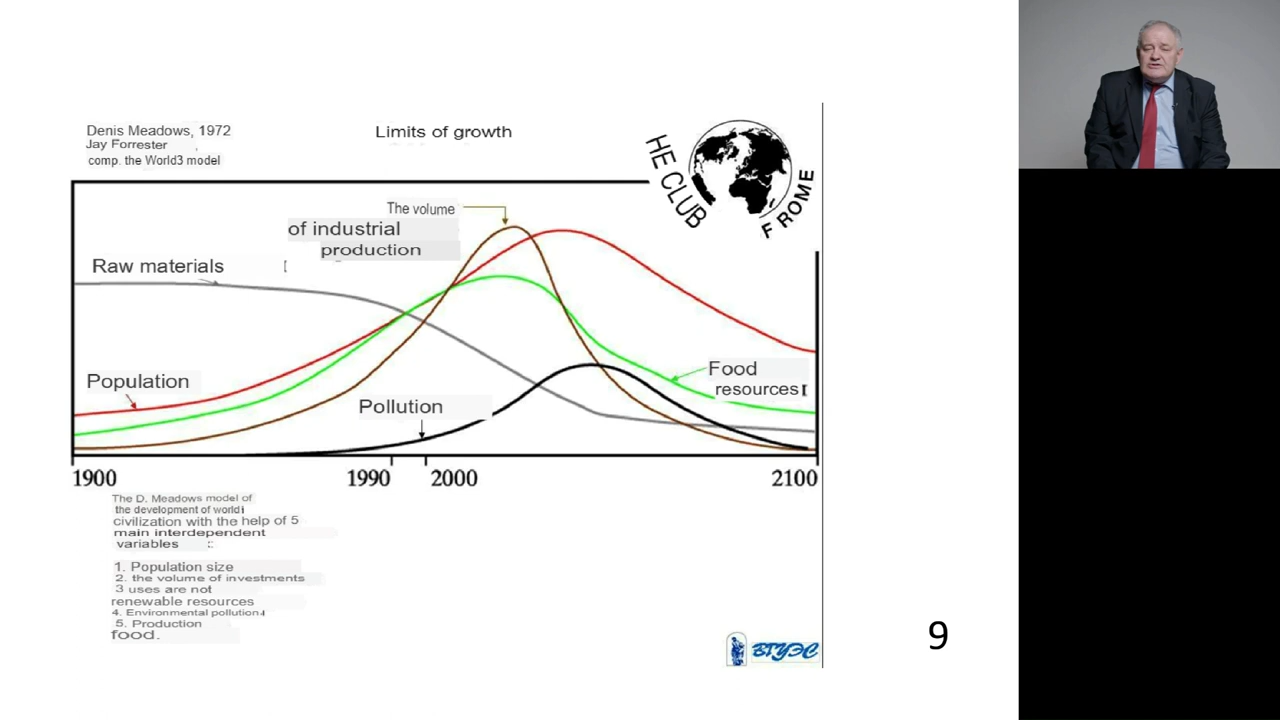 Denis Meadows, 1972
Jay Forrester
comp. the World3 model
Limits of growth
HE CLUB
F ROME
The volume
of industrial
production
Raw materials
Population
Pollution
Food
resources
1900
1990
2000
2100
The D. Meadows model of
the development of world
civilization with the help of 5
main interdependent
variables :
1. Population size
2. the volume of investments
3 uses are not
renewable resources
4. Environmental pollution
5. Production
food.
ВГУЭС
9